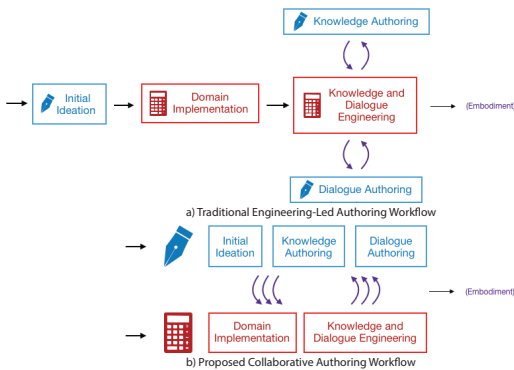 Knowledge Authoring
Initial
Ideation
Domain
Implementation
Knowledge and
Dialogue
Engineering
(Embodiment)
Dialogue Authoring
a) Traditional Engineering-Led Authoring Workflow
Initial
Ideation
Knowledge
Authoring
Dialogue
Authoring
(Embodiment)
Domain
Implementation
Knowledge and
Dialogue Engineering
b) Proposed Collaborative Authoring Workflow